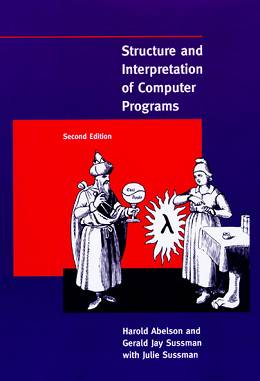 Structure and
Interpretation
of Computer
Programs
Second Edition
λ
Harold Abelson and
Gerald Jay Sussman
with Julie Sussman